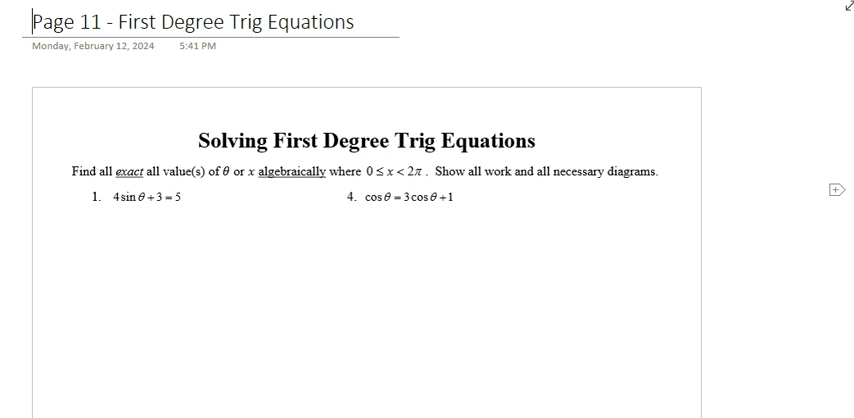 Page 11 - First Degree Trig Equations
Monday, February 12, 2024 5:41 PM
Solving First Degree Trig Equations
Find all exact all value(s) of θ or x algebraically where 0 ≤ x < 2π . Show all work and all necessary diagrams.
1. 4 sin θ + 3 = 5 4. cos θ = 3 cos θ + 1